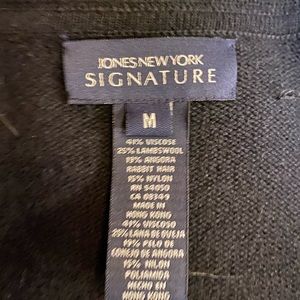 JONES NEW YORK
SIGNATURE
M
41% VISCOSE
25% LAMBSWOOL
19% ANGORA
RABBIT HAIR
15% NYLON
RN 54050
CA 08349
MADE IN
HONG KONG
41% VISCOSE
25% LANA DE OVEJA
19% PELO DE
CONEJO DE ANGORA
15% NILON
POLIAMIDA
HECHO EN
HONG KONG